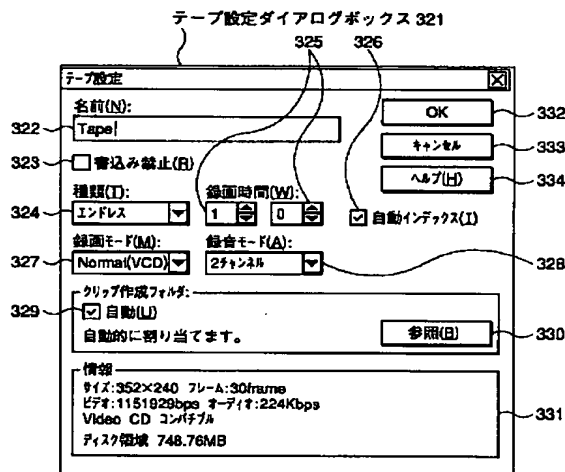 テープ設定ダイアログボックス 321
325
326
テープ設定
名前(N):
322
Tape
OK
332
キャンセル
333
323
書込み禁止(R)
ヘルプ(H)
334
種類(T):
録画時間(W):
324
エンドレス
1
0
自動インデックス(I)
録画モード(M):
録音モード(A):
327
Normal(VCD)
2チャンネル
328
クリップ作成フォルダ:
329
自動(U)
自動的に割り当てます。
参照(B)
330
情報
サイズ:352×240 フレーム:30frame
ビデオ:1151929bps オーディオ:224Kbps
Video CD コンパチブル
331
ディスク領域 748.76MB